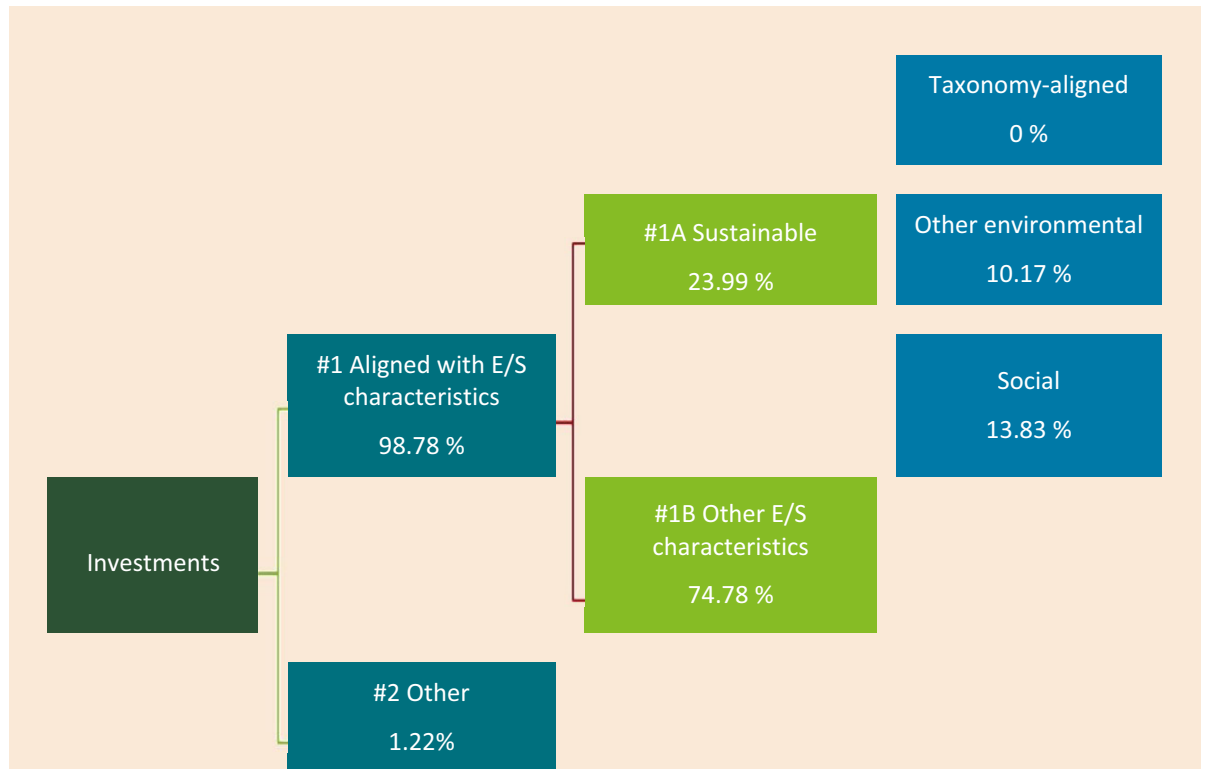 Taxonomy-aligned
0 %
#1A Sustainable
23.99 %
Other environmental
10.17 %
#1 Aligned with E/S
characteristics
98.78 %
Social
13.83 %
Investments
#1B Other E/S
characteristics
74.78 %
#2 Other
1.22%